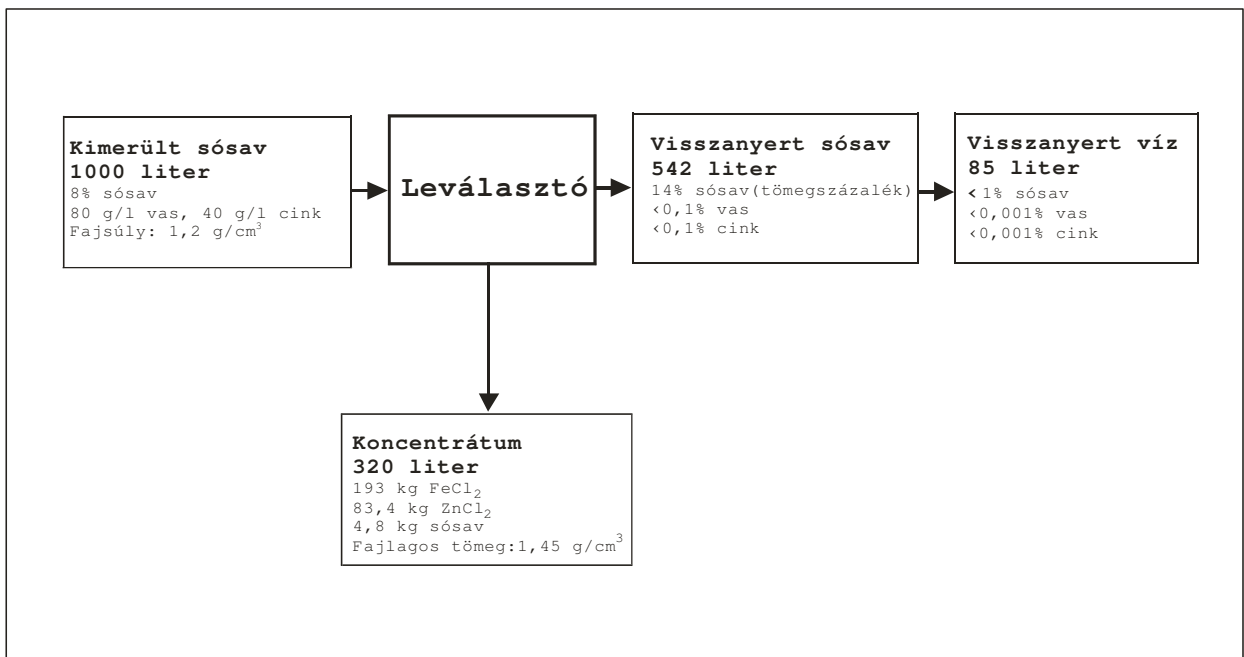 Kimerült sósav
1000 liter
8% sósav
80 g/l vas, 40 g/l cink
Fajsúly: 1,2 g/cm³
Leválasztó
Visszanyert sósav
542 liter
14% sósav(tömegszázalék)
<0,1% vas
<0,1% cink
Visszanyert víz
85 liter
<1% sósav
<0,001% vas
<0,001% cink
Koncentrátum
320 liter
193 kg FeCl₂
83,4 kg ZnCl₂
4,8 kg sósav
Fajlagos tömeg:1,45 g/cm³